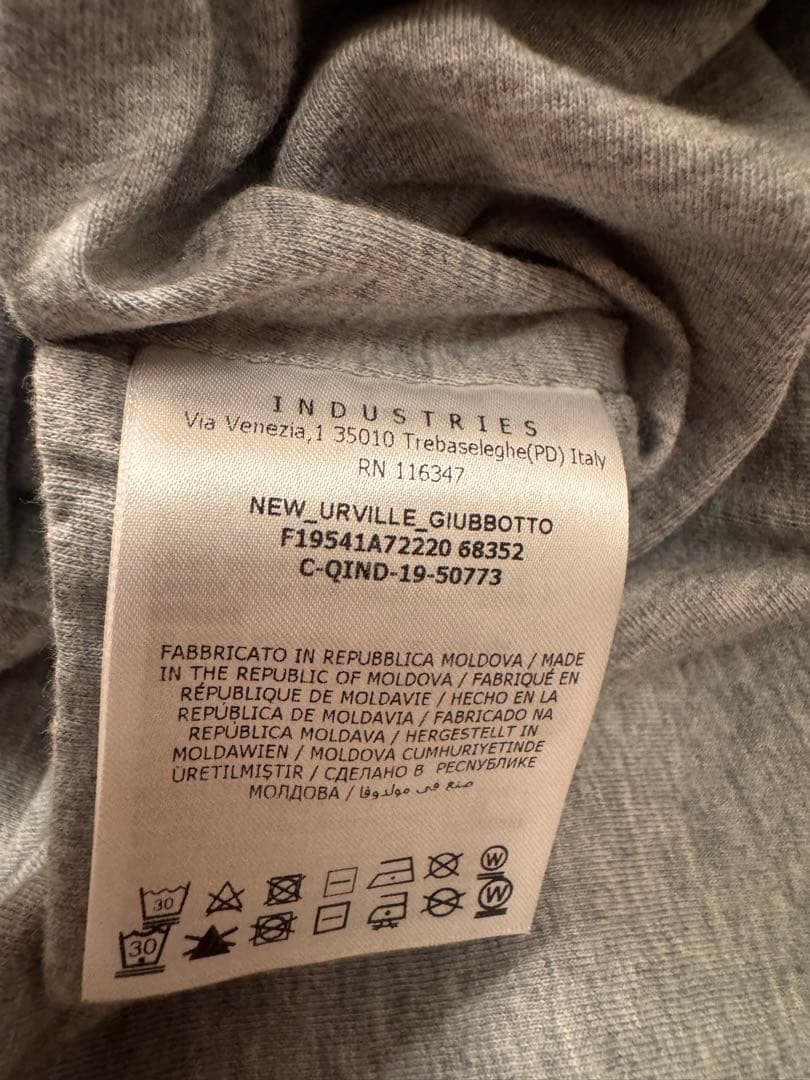 INDUSTRIES
Via Venezia,1 35010 Trebaseleghe(PD) Italy
RN 116347
NEW_URVILLE_GIUBBOTTO
F19541A72220 68352
C-QIND-19-50773
FABBRICATO IN REPUBBLICA MOLDOVA / MADE
IN THE REPUBLIC OF MOLDOVA / FABRIQUÉ EN
RÉPUBLIQUE DE MOLDAVIE / HECHO EN LA
REPÚBLICA DE MOLDAVIA / FABRICADO NA
REPÚBLICA MOLDAVA / HERGESTELLT IN
MOLDAWIEN / MOLDOVA CUMHURIYETINDE
ÜRETILMIŞTIR / СДЕЛАНО В РЕСПУБЛИКЕ
МОЛДОВА / صنع في مولدوفا
30 W
30 W